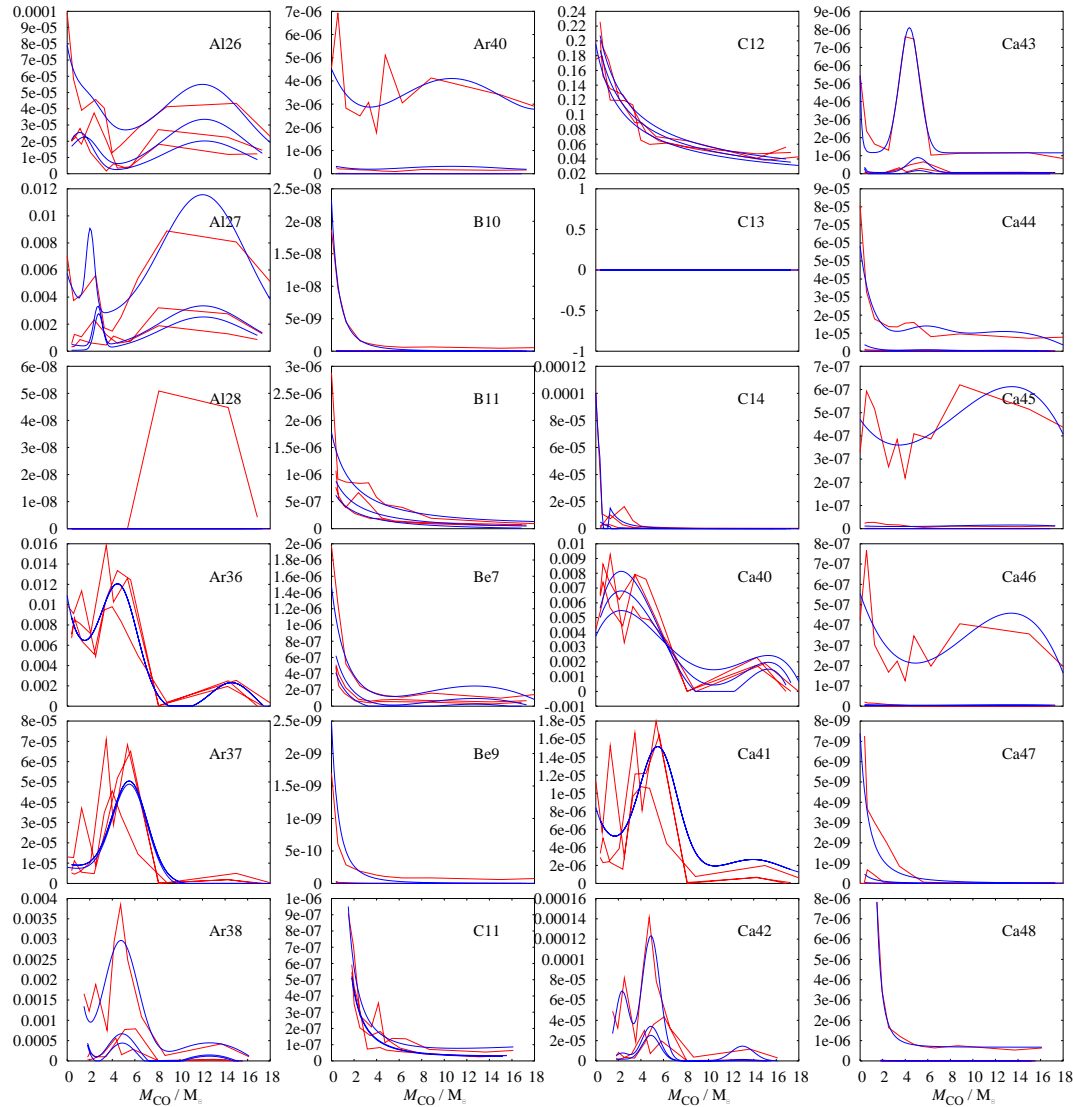 0.0001
9e-05
8e-05
7e-05
6e-05
5e-05
4e-05
3e-05
2e-05
1e-05
0
Al26
7e-06
6e-06
5e-06
4e-06
3e-06
2e-06
1e-06
0
Ar40
0.24
0.22
0.20
0.18
0.16
0.14
0.12
0.10
0.08
0.06
0.04
0.02
C12
9e-06
8e-06
7e-06
6e-06
5e-06
4e-06
3e-06
2e-06
1e-06
0
Ca43
0.012
0.01
0.008
0.006
0.004
0.002
0
Al27
2.5e-08
2e-08
1.5e-08
1e-08
5e-09
0
B10
1
0.5
0
-0.5
-1
C13
9e-05
8e-05
7e-05
6e-05
5e-05
4e-05
3e-05
2e-05
1e-05
0
Ca44
6e-08
5e-08
4e-08
3e-08
2e-08
1e-08
0
Al28
3e-06
2.5e-06
2e-06
1.5e-06
1e-06
5e-07
0
B11
0.00012
0.0001
8e-05
6e-05
4e-05
2e-05
0
C14
7e-07
6e-07
5e-07
4e-07
3e-07
2e-07
1e-07
0
Ca45
0.016
0.014
0.012
0.01
0.008
0.006
0.004
0.002
0
Ar36
2e-06
1.8e-06
1.6e-06
1.4e-06
1.2e-06
1e-06
8e-07
6e-07
4e-07
2e-07
0
Be7
0.01
0.009
0.008
0.007
0.006
0.005
0.004
0.003
0.002
0.001
0
-0.001
Ca40
8e-07
7e-07
6e-07
5e-07
4e-07
3e-07
2e-07
1e-07
0
Ca46
8e-05
7e-05
6e-05
5e-05
4e-05
3e-05
2e-05
1e-05
0
Ar37
2.5e-09
2e-09
1.5e-09
1e-09
5e-10
0
Be9
1.8e-05
1.6e-05
1.4e-05
1.2e-05
1e-05
8e-06
6e-06
4e-06
2e-06
0
Ca41
8e-09
7e-09
6e-09
5e-09
4e-09
3e-09
2e-09
1e-09
0
Ca47
0.004
0.0035
0.003
0.0025
0.002
0.0015
0.001
0.0005
0
Ar38
1e-06
9e-07
8e-07
7e-07
6e-07
5e-07
4e-07
3e-07
2e-07
1e-07
0
C11
0.00016
0.00014
0.00012
0.0001
8e-05
6e-05
4e-05
2e-05
0
Ca42
8e-06
7e-06
6e-06
5e-06
4e-06
3e-06
2e-06
1e-06
0
Ca48
0 2 4 6 8 10 12 14 16 18
0 2 4 6 8 10 12 14 16 18
0 2 4 6 8 10 12 14 16 18
0 2 4 6 8 10 12 14 16 18
M_CO / M
M_CO / M
M_CO / M
M_CO / M